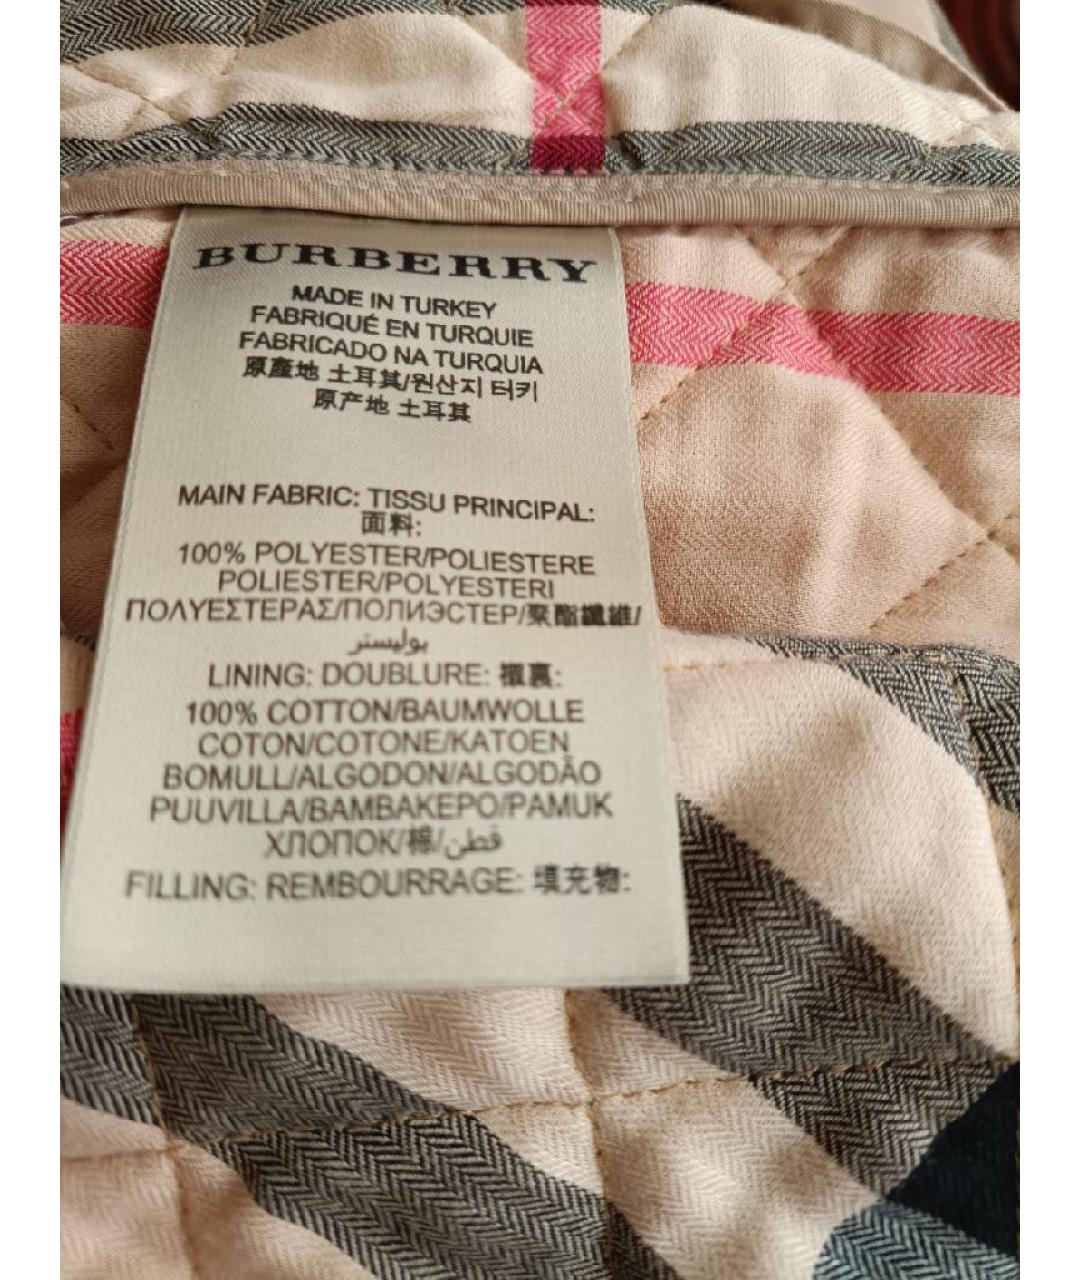 BURBERRY
MADE IN TURKEY
FABRIQUÉ EN TURQUIE
FABRICADO NA TURQUIA
原產地 土耳其/원산지 터키
原产地 土耳其
MAIN FABRIC: TISSU PRINCIPAL:
面料:
100% POLYESTER/POLIESTERE
POLIESTER/POLYESTERI
ΠΟΛΥΕΣΤΕΡΑΣ/ПОЛИЭСТЕР/聚酯纖維/
بوليستر
LINING: DOUBLURE: 襯裏:
100% COTTON/BAUMWOLLE
COTON/COTONE/KATOEN
BOMULL/ALGODON/ALGODÃO
PUUVILLA/ΒΑΜΒΑΚΕΡΟ/PAMUK
ХЛОПОК/棉/قطن
FILLING: REMBOURRAGE: 填充物: